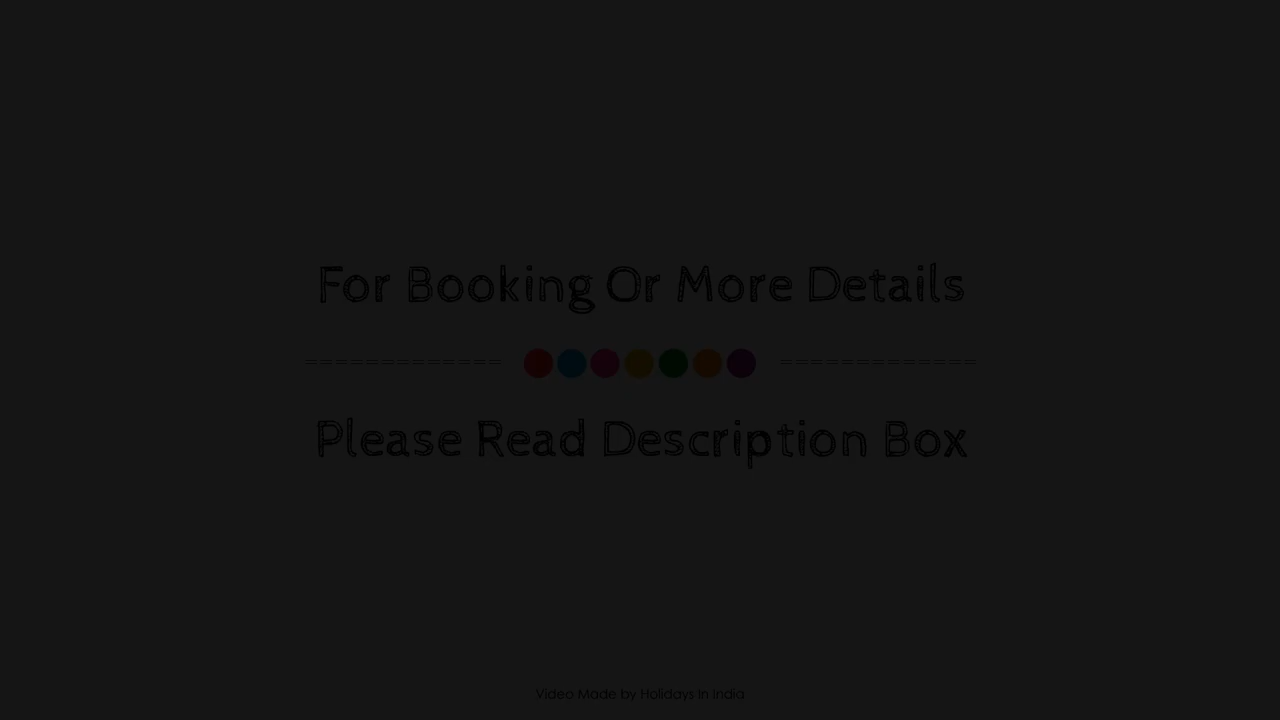 For Booking Or More Details
Please Read Description Box
Video Made by Holidays In India